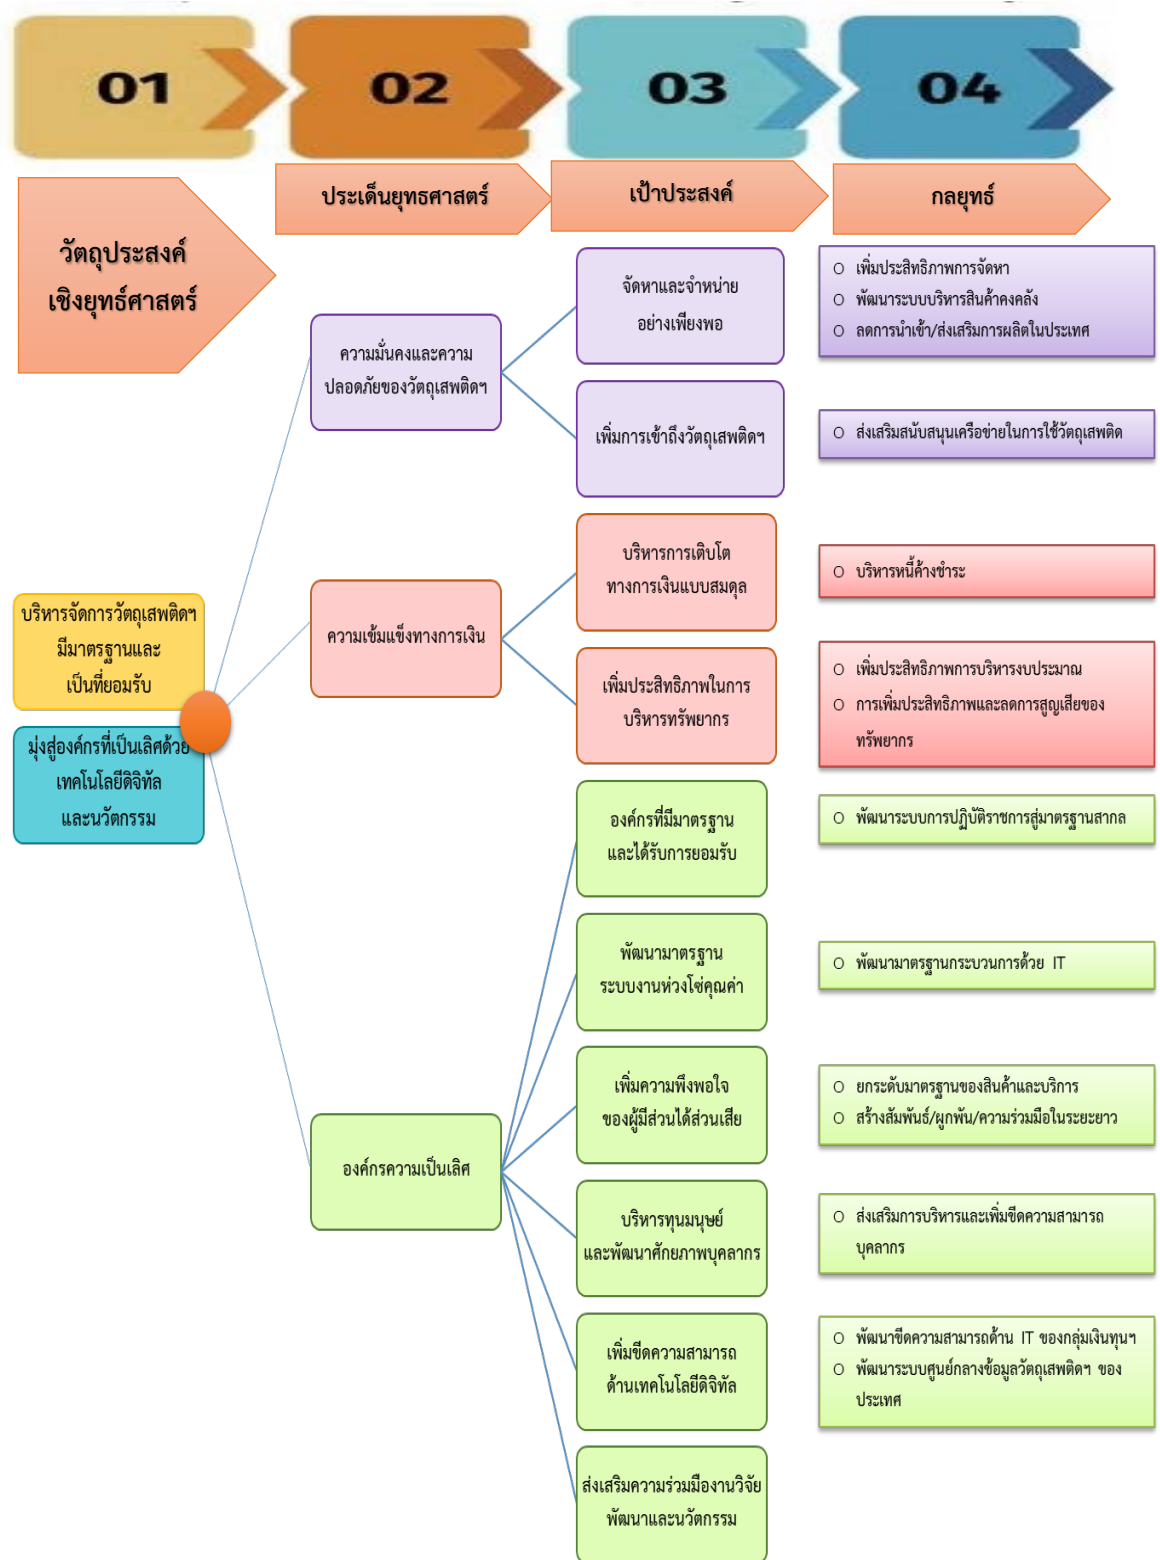 01
02
03
04
วัตถุประสงค์
เชิงยุทธ์ศาสตร์
ประเด็นยุทธศาสตร์
เป้าประสงค์
กลยุทธ์
บริหารจัดการวัตถุเสพติดฯ
มีมาตรฐานและ
เป็นที่ยอมรับ
มุ่งสู่องค์กรที่เป็นเลิศด้วย
เทคโนโลยีดิจิทัล
และนวัตกรรม
ความมั่นคงและความ
ปลอดภัยของวัตถุเสพติดฯ
จัดหาและจำหน่าย
อย่างเพียงพอ
เพิ่มประสิทธิภาพการจัดหา
พัฒนาระบบบริหารสินค้าคงคลัง
ลดการนำเข้า/ส่งเสริมการผลิตในประเทศ
เพิ่มการเข้าถึงวัตถุเสพติดฯ
ส่งเสริมสนับสนุนเครือข่ายในการใช้วัตถุเสพติด
ความเข้มแข็งทางการเงิน
บริหารการเติบโต
ทางการเงินแบบสมดุล
บริหารหนี้ค้างชำระ
เพิ่มประสิทธิภาพในการ
บริหารทรัพยากร
เพิ่มประสิทธิภาพการบริหารงบประมาณ
การเพิ่มประสิทธิภาพและลดการสูญเสียของ
ทรัพยากร
องค์กรความเป็นเลิศ
องค์กรที่มีมาตรฐาน
และได้รับการยอมรับ
พัฒนาระบบการปฏิบัติราชการสู่มาตรฐานสากล
พัฒนามาตรฐาน
ระบบงานห่วงโซ่คุณค่า
พัฒนามาตรฐานกระบวนการด้วย IT
เพิ่มความพึงพอใจ
ของผู้มีส่วนได้ส่วนเสีย
ยกระดับมาตรฐานของสินค้าและบริการ
สร้างสัมพันธ์/ผูกพัน/ความร่วมมือในระยะยาว
บริหารทุนมนุษย์
และพัฒนาศักยภาพบุคลากร
ส่งเสริมการบริหารและเพิ่มขีดความสามารถ
บุคลากร
เพิ่มขีดความสามารถ
ด้านเทคโนโลยีดิจิทัล
พัฒนาขีดความสามารถด้าน IT ของกลุ่มเงินทุนฯ
พัฒนาระบบศูนย์กลางข้อมูลวัตถุเสพติดฯ ของ
ประเทศ
ส่งเสริมความร่วมมืองานวิจัย
พัฒนาและนวัตกรรม